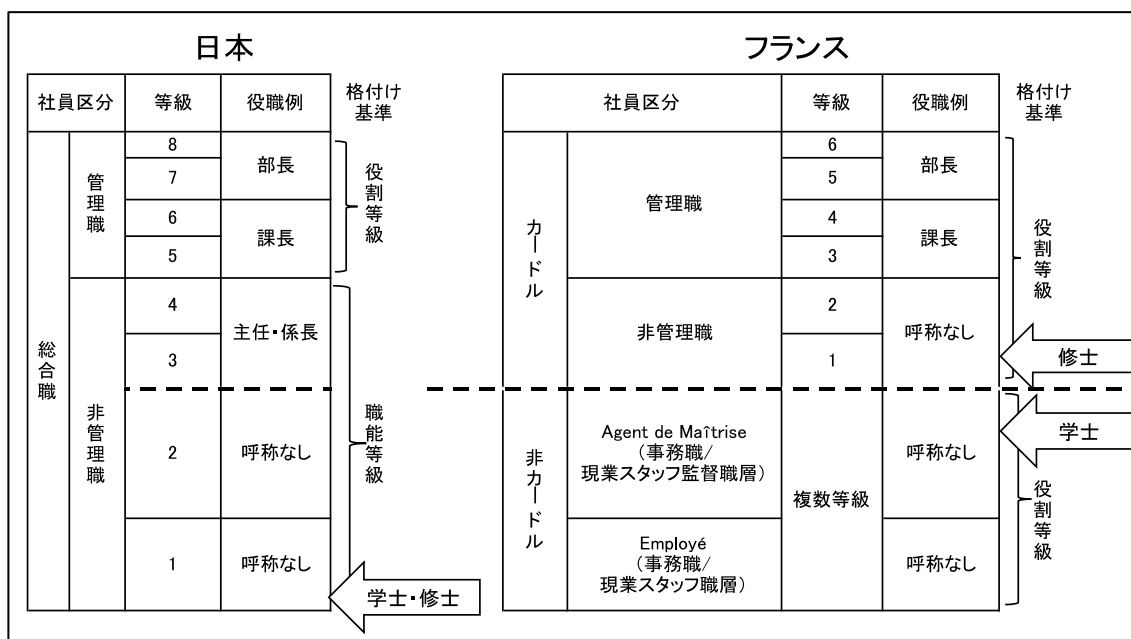 日本
社員区分
等級
役職例
格付け
基準
総合職
管理職
8
7
部長
6
5
課長
役割等級
非管理職
4
3
主任・係長
2
呼称なし
1
呼称なし
職能等級
学士・修士
フランス
社員区分
等級
役職例
格付け
基準
カードル
管理職
6
5
部長
4
3
課長
非管理職
2
1
呼称なし
役割等級
修士
非カードル
Agent de Maîtrise
（事務職/
現業スタッフ監督職層）
複数等級
呼称なし
学士
Employé
（事務職/
現業スタッフ職層）
呼称なし
役割等級